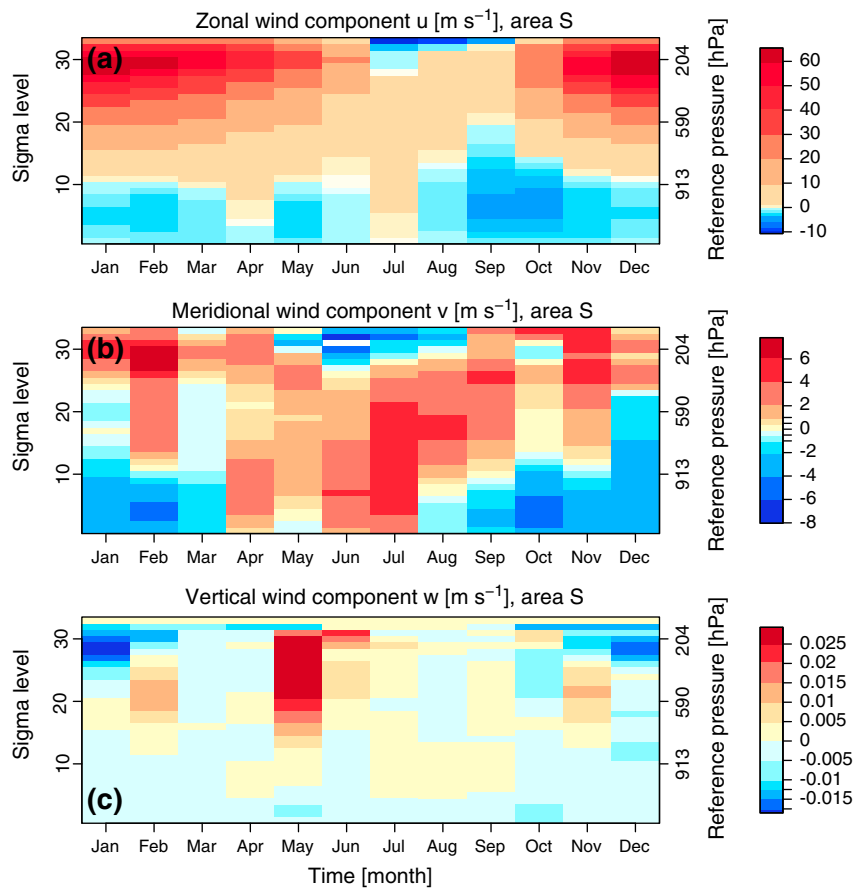 Zonal wind component u [m s⁻¹], area S
(a)
Sigma level
30
20
10
204
590
913
Reference pressure [hPa]
60
50
40
30
20
10
0
-10
Jan Feb Mar Apr May Jun Jul Aug Sep Oct Nov Dec
Meridional wind component v [m s⁻¹], area S
(b)
Sigma level
30
20
10
204
590
913
Reference pressure [hPa]
6
4
2
0
-2
-4
-6
-8
Jan Feb Mar Apr May Jun Jul Aug Sep Oct Nov Dec
Vertical wind component w [m s⁻¹], area S
(c)
Sigma level
30
20
10
204
590
913
Reference pressure [hPa]
0.025
0.02
0.015
0.01
0.005
0
-0.005
-0.01
-0.015
Jan Feb Mar Apr May Jun Jul Aug Sep Oct Nov Dec
Time [month]